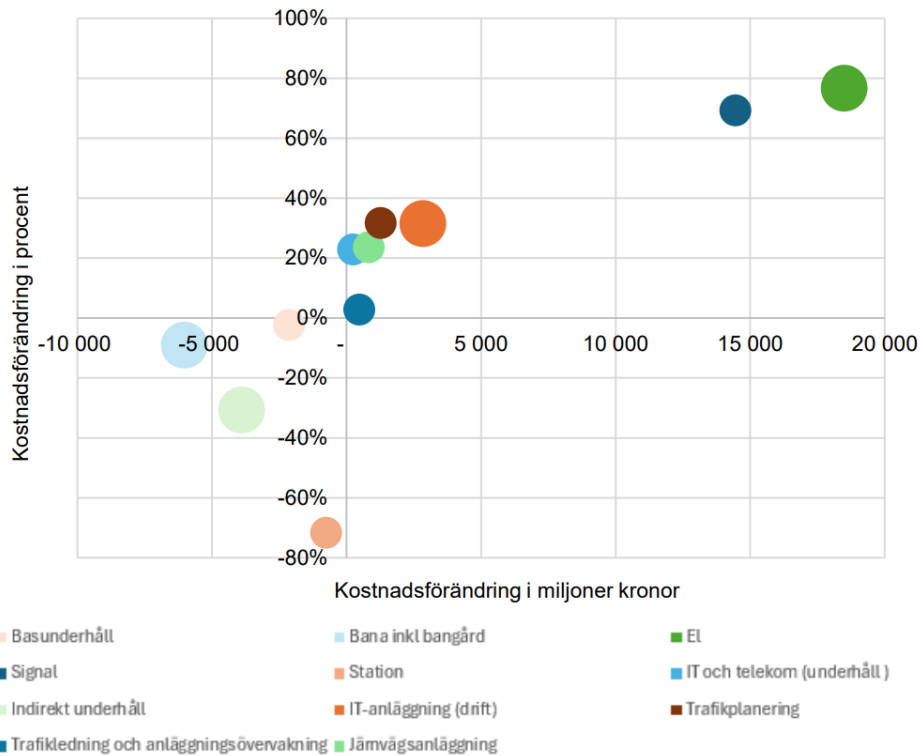 100%
80%
60%
40%
20%
0%
-10 000 -5 000 - 5 000 10 000 15 000 20 000
-20%
-40%
-60%
-80%
Kostnadsförändring i procent
Kostnadsförändring i miljoner kronor
Basunderhåll Bana inkl bangård El
Signal Station IT och telekom (underhåll )
Indirekt underhåll IT-anläggning (drift) Trafikplanering
Trafikledning och anläggningsövervakning Järnvägsanläggning